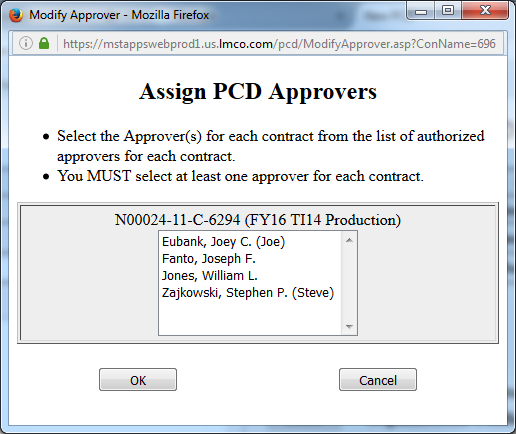 Modify Approver - Mozilla Firefox
https://mstappswebprod1.us.lmco.com/pcd/ModifyApprover.asp?ConName=696
Assign PCD Approvers
• Select the Approver(s) for each contract from the list of authorized
approvers for each contract.
• You MUST select at least one approver for each contract.
N00024-11-C-6294 (FY16 TI14 Production)
Eubank, Joey C. (Joe)
Fanto, Joseph F.
Jones, William L.
Zajkowski, Stephen P. (Steve)
OK Cancel